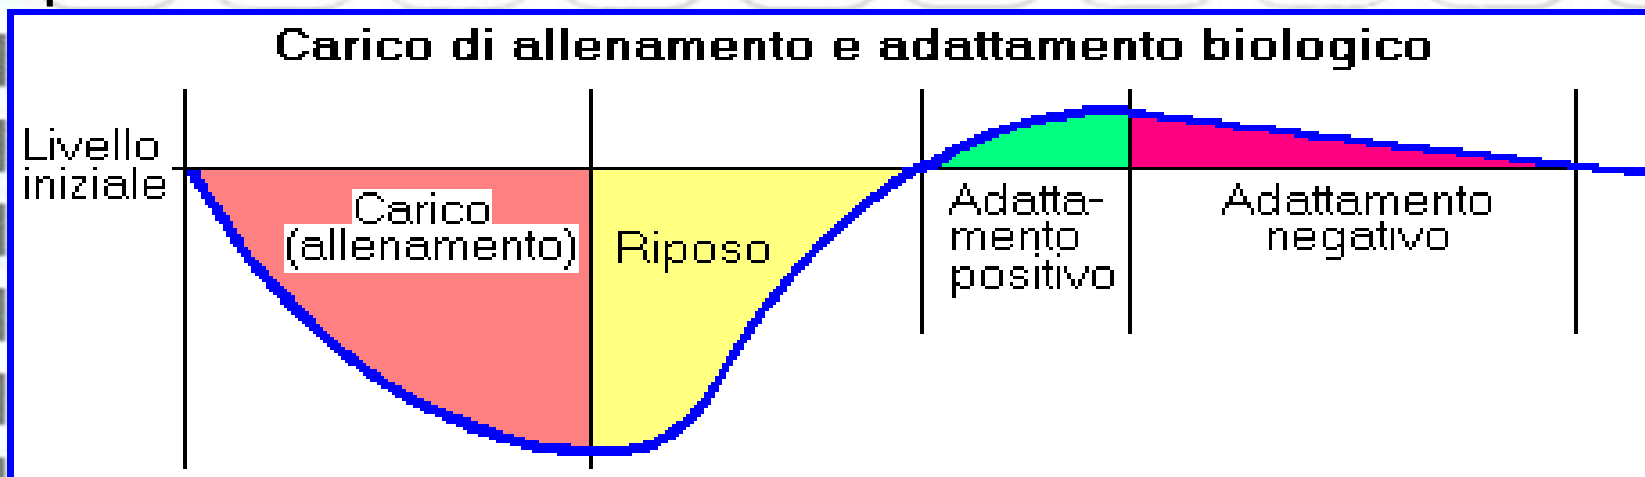 Carico di allenamento e adattamento biologico
Livello
iniziale
Carico
(allenamento)
Riposo
Adatta-
mento
positivo
Adattamento
negativo